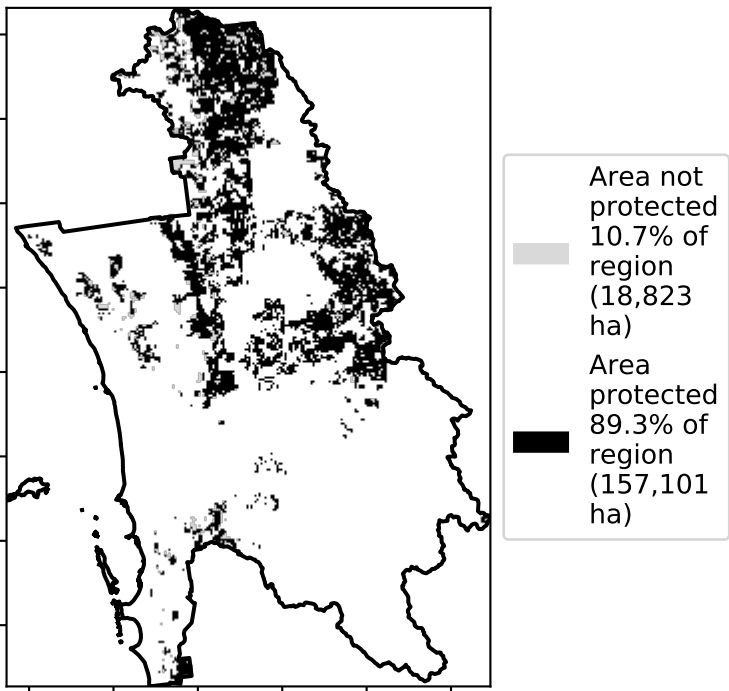 Area not
protected
10.7% of
region
(18,823
ha)
Area
protected
89.3% of
region
(157,101
ha)